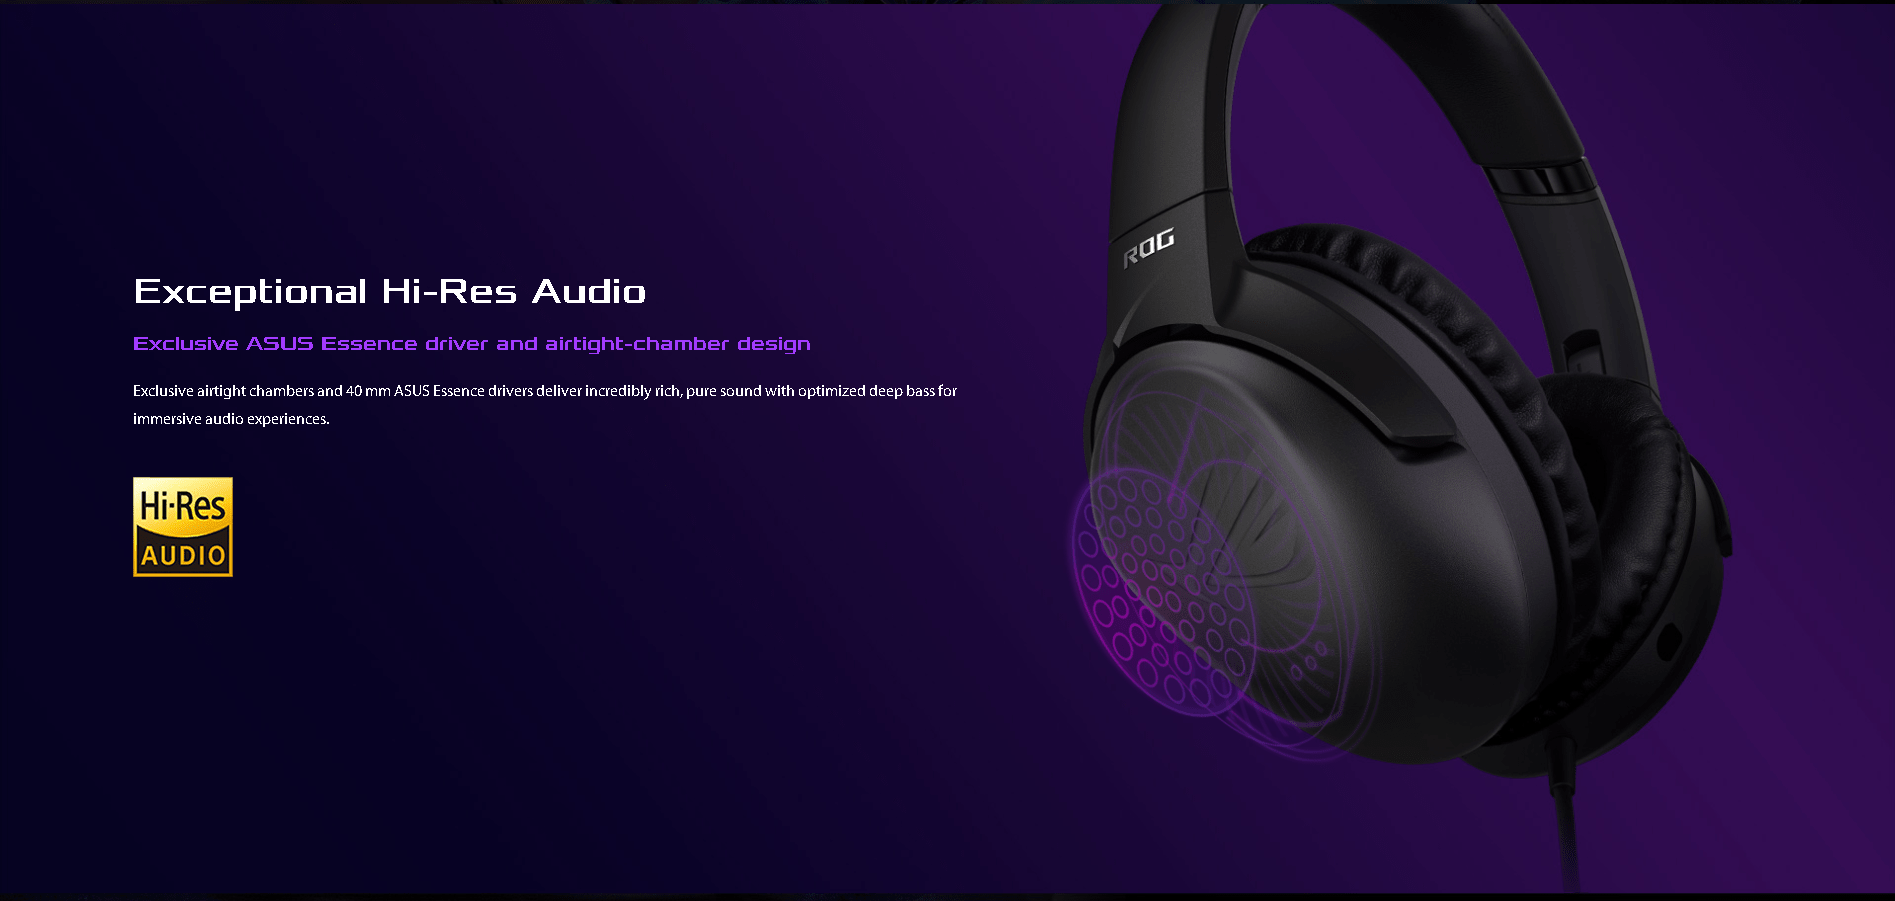 Exceptional Hi-Res Audio
Exclusive ASUS Essence driver and airtight-chamber design
Exclusive airtight chambers and 40 mm ASUS Essence drivers deliver incredibly rich, pure sound with optimized deep bass for
immersive audio experiences.
Hi-Res
AUDIO
ROG